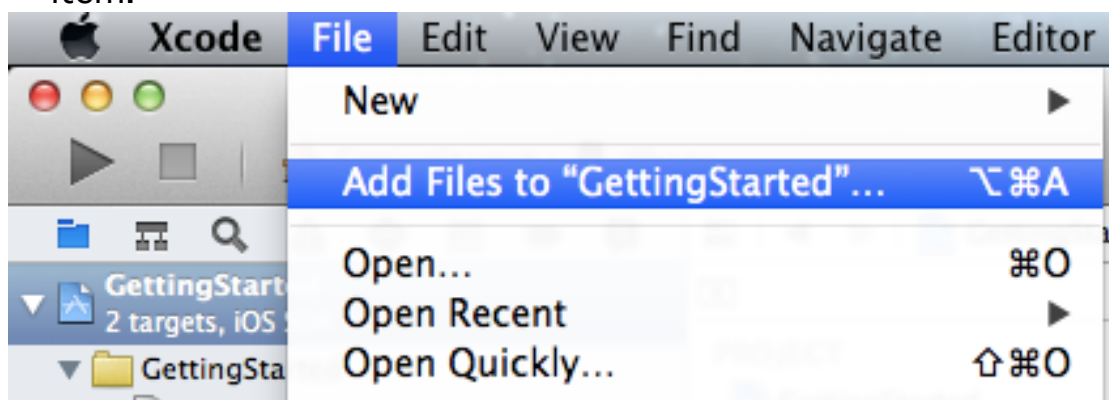 Xcode File Edit View Find Navigate Editor
New
Add Files to “GettingStarted”... ⌥⌘A
Open... ⌘O
GettingStart
2 targets, iOS
Open Recent
GettingSta
Open Quickly... ⇧⌘O